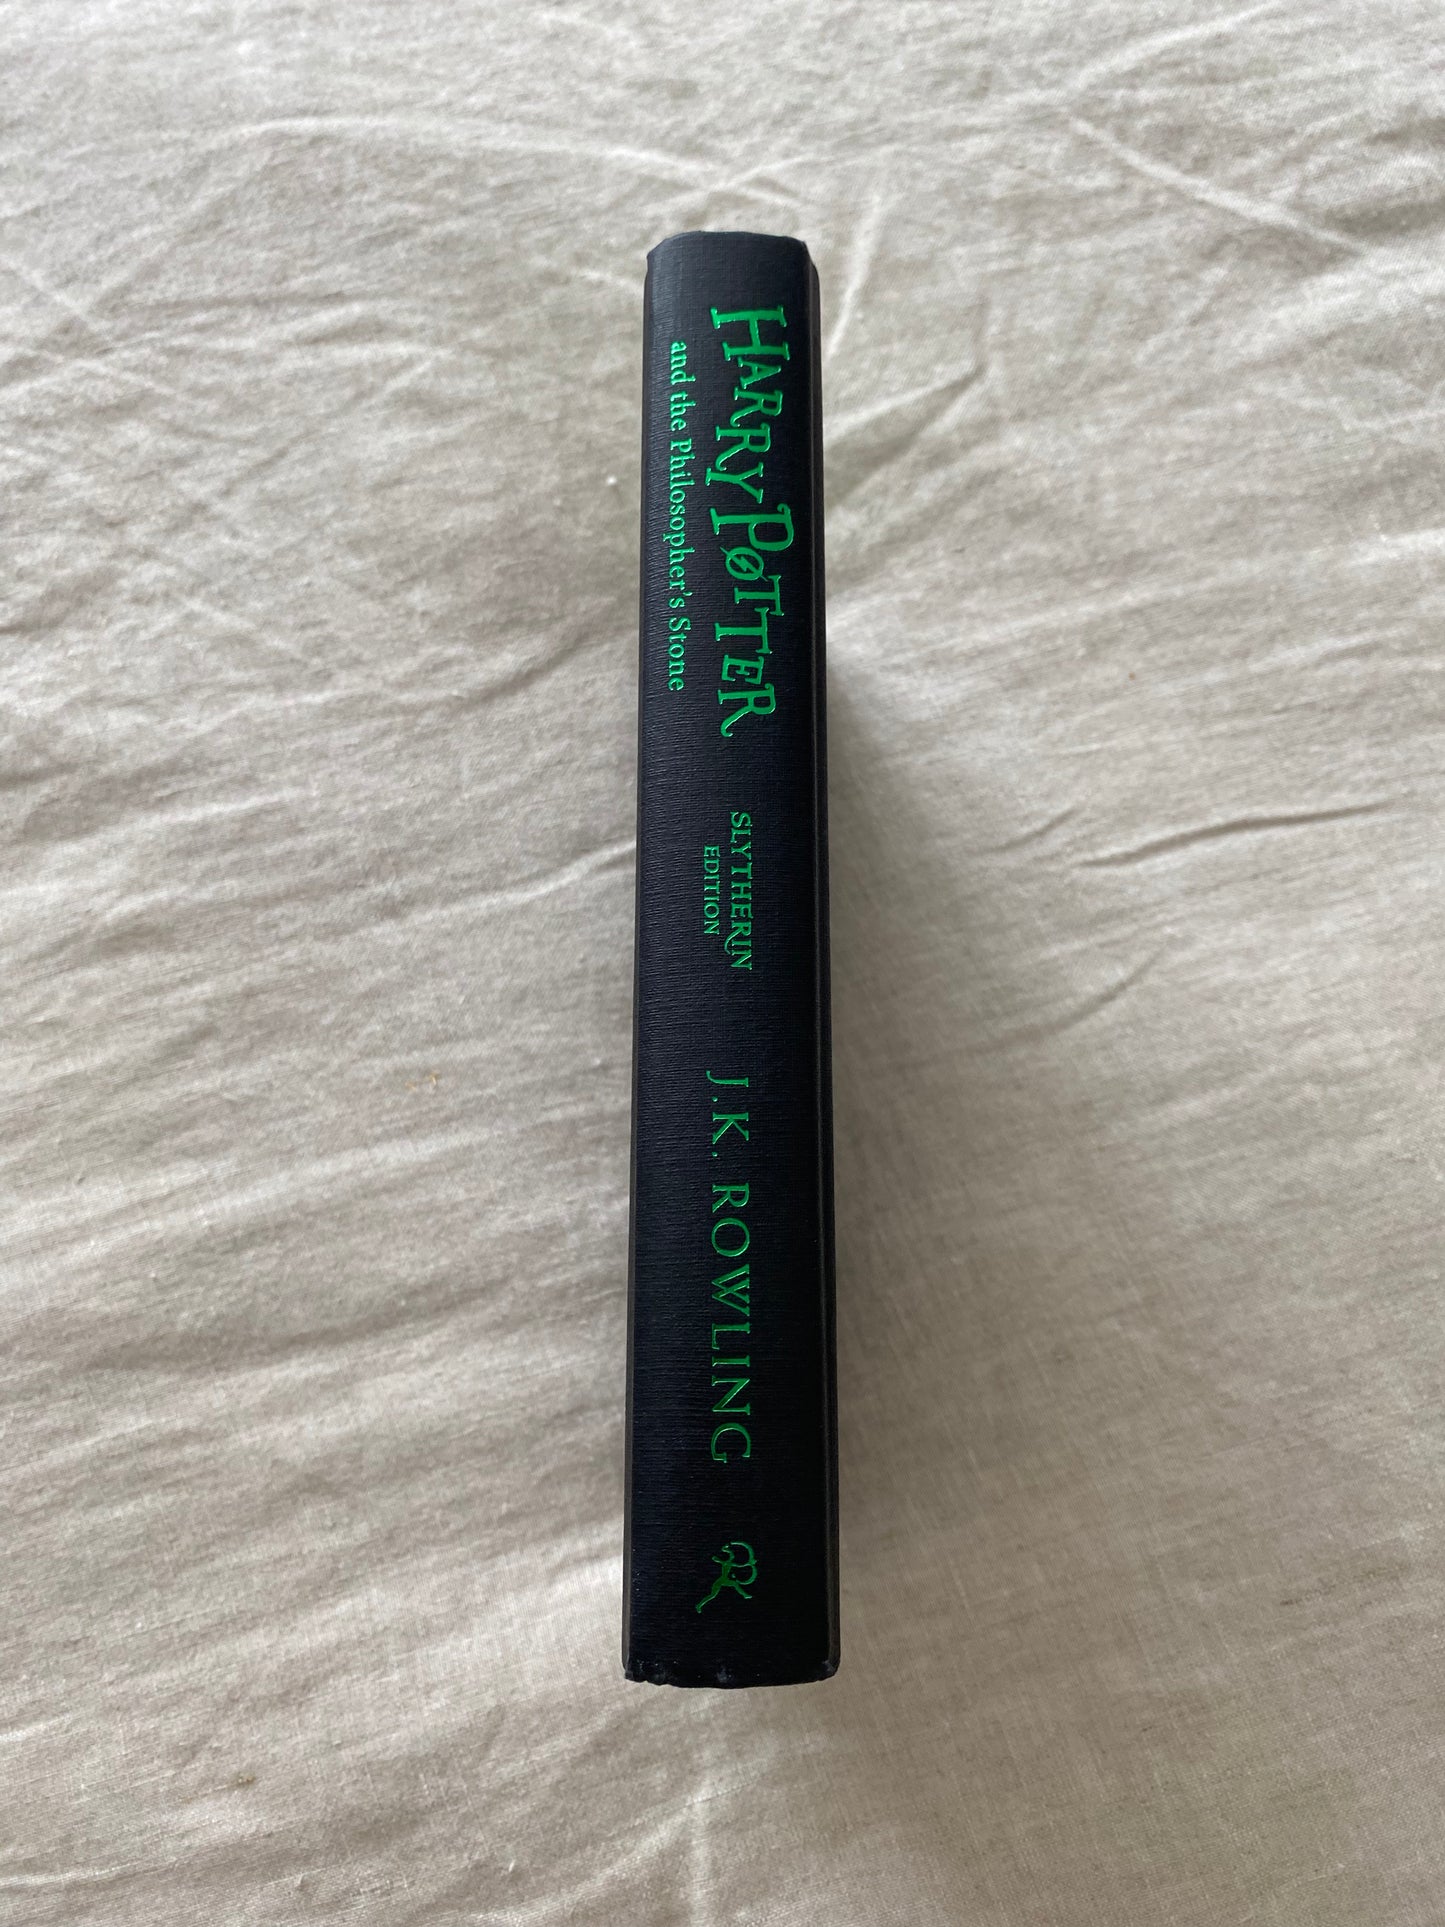 HARRY POTTER
and the Philosopher's Stone
SLYTHERIN
EDITION
J.K. ROWLING